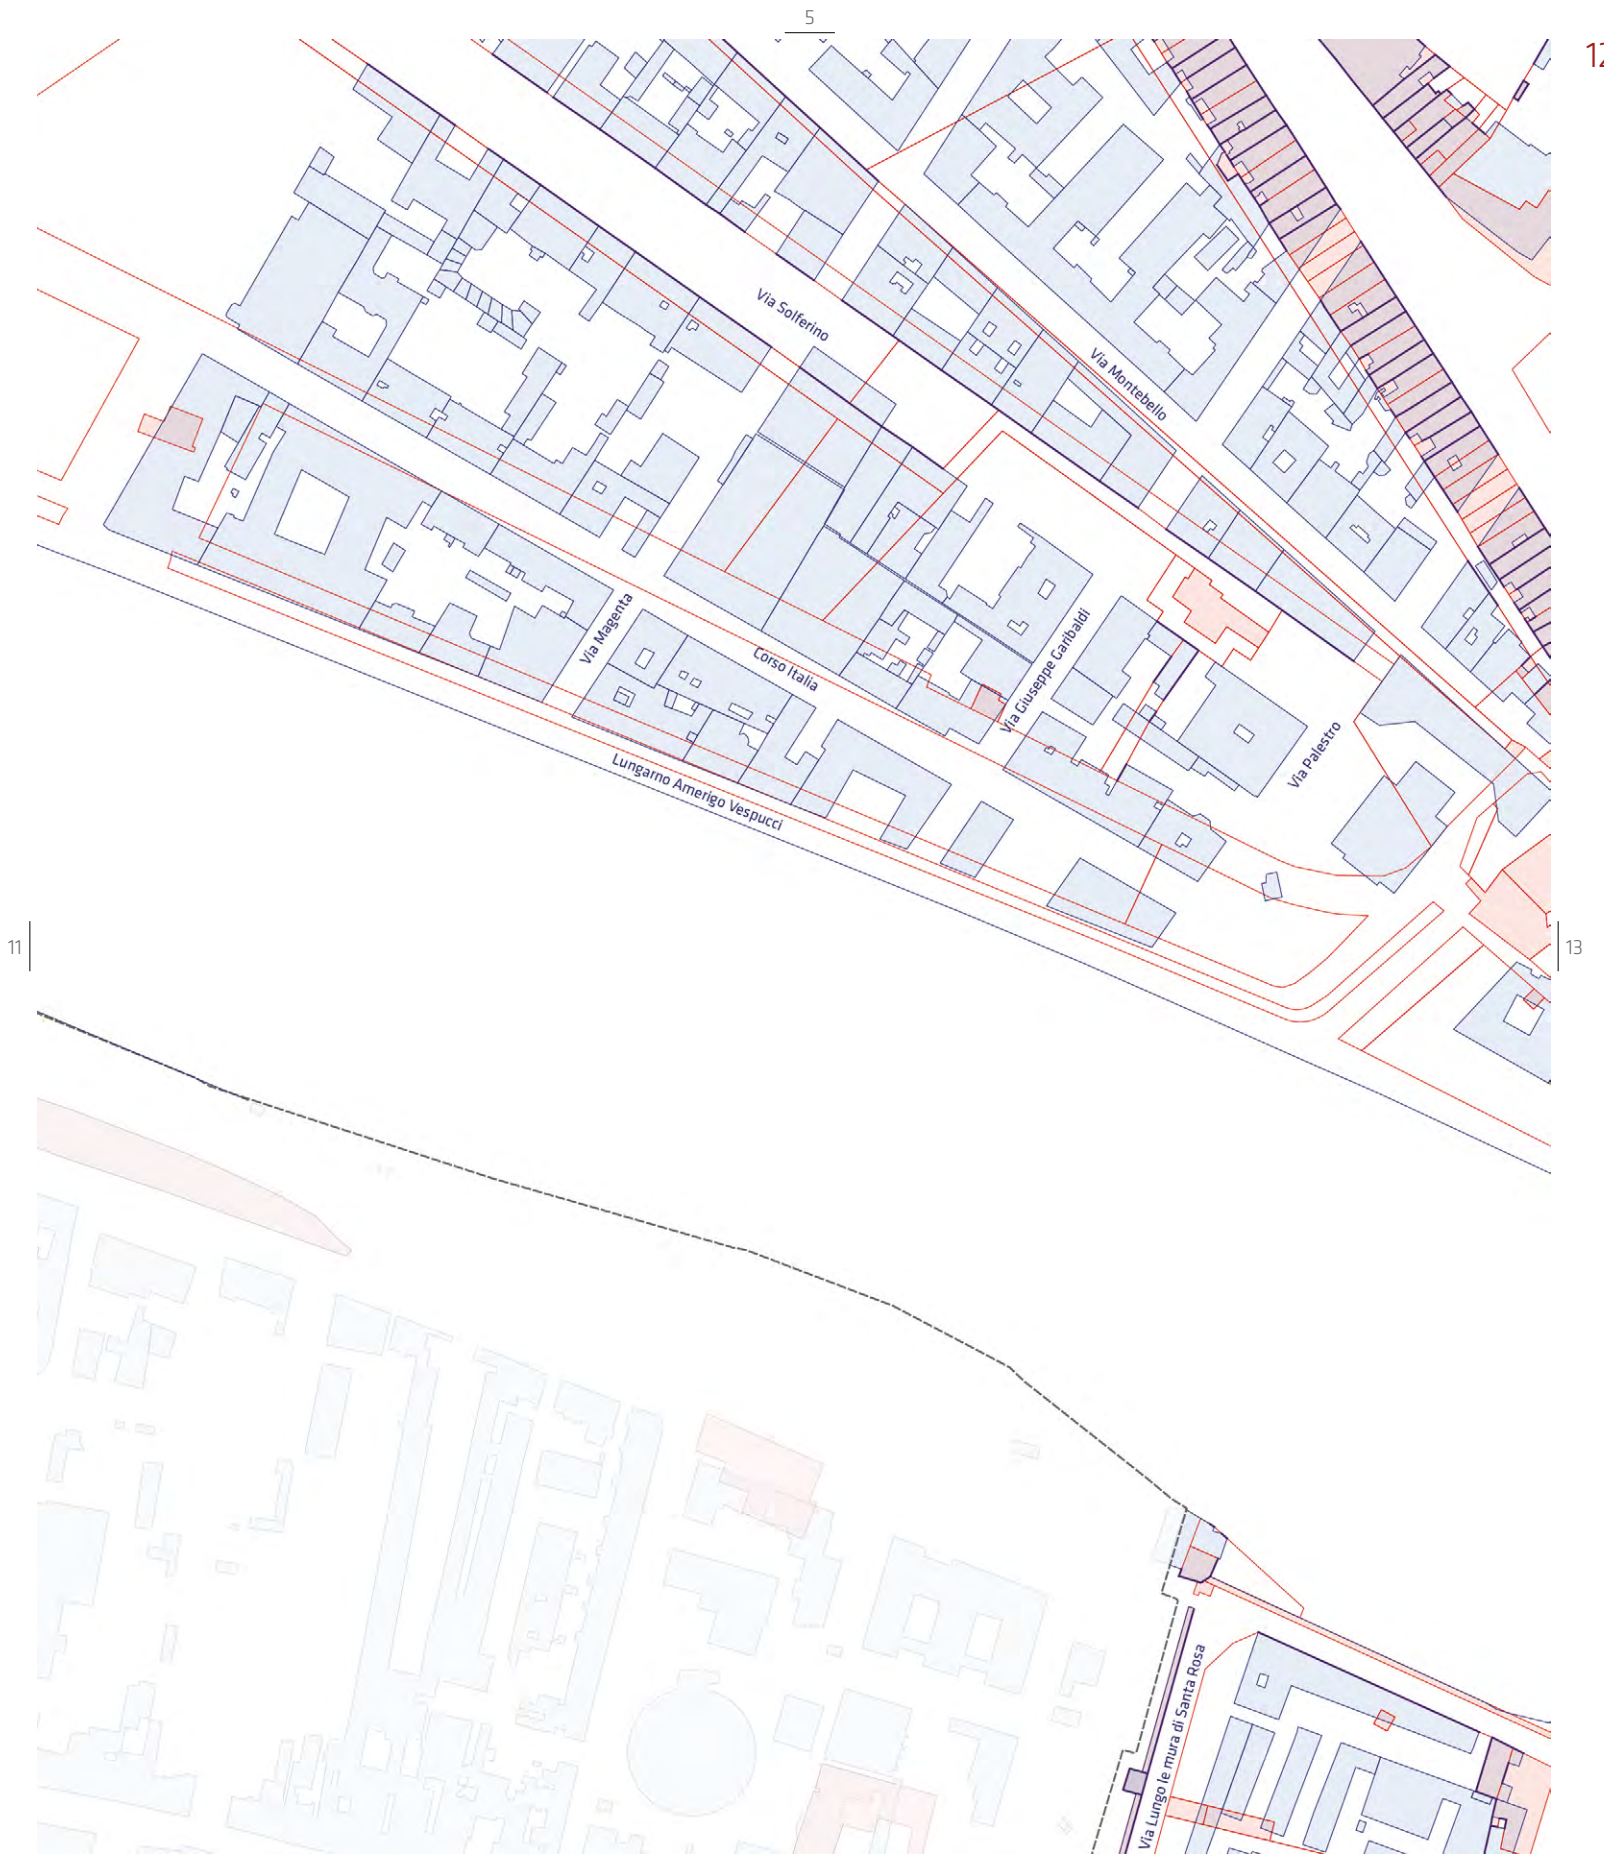 5
12
Via Solferino
Via Montebello
Via Magenta
Corso Italia
Via Giuseppe Garibaldi
Via Palestro
Lungarno Amerigo Vespucci
11
13
Via Lungo le mura di Santa Rosa